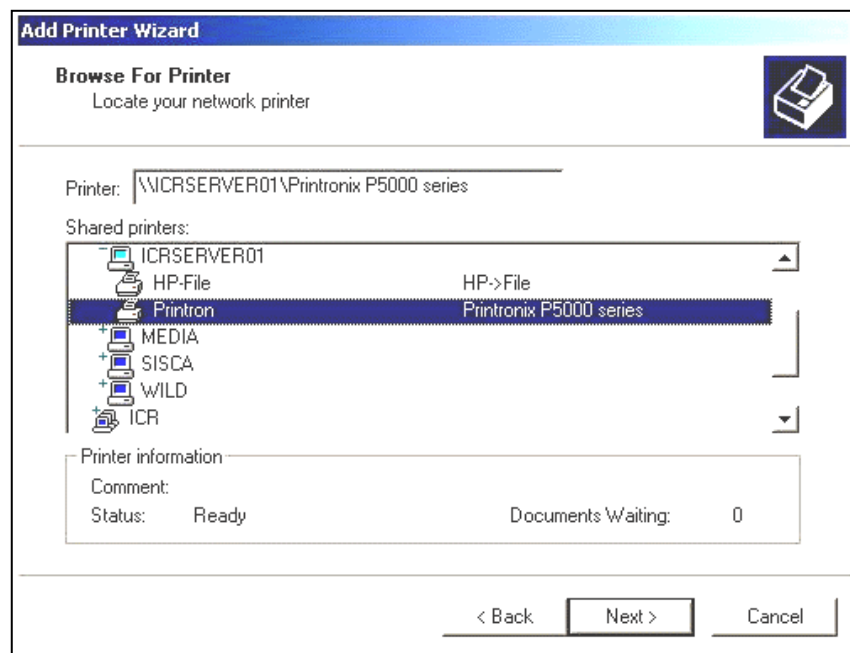 Add Printer Wizard
Browse For Printer
Locate your network printer
Printer: \\ICRSERVER01\Printronix P5000 series
Shared printers:
ICRSERVER01
HP-File HP->File
Printron Printronix P5000 series
MEDIA
SISCA
WILD
ICR
Printer information
Comment:
Status: Ready Documents Waiting: 0
< Back Next > Cancel